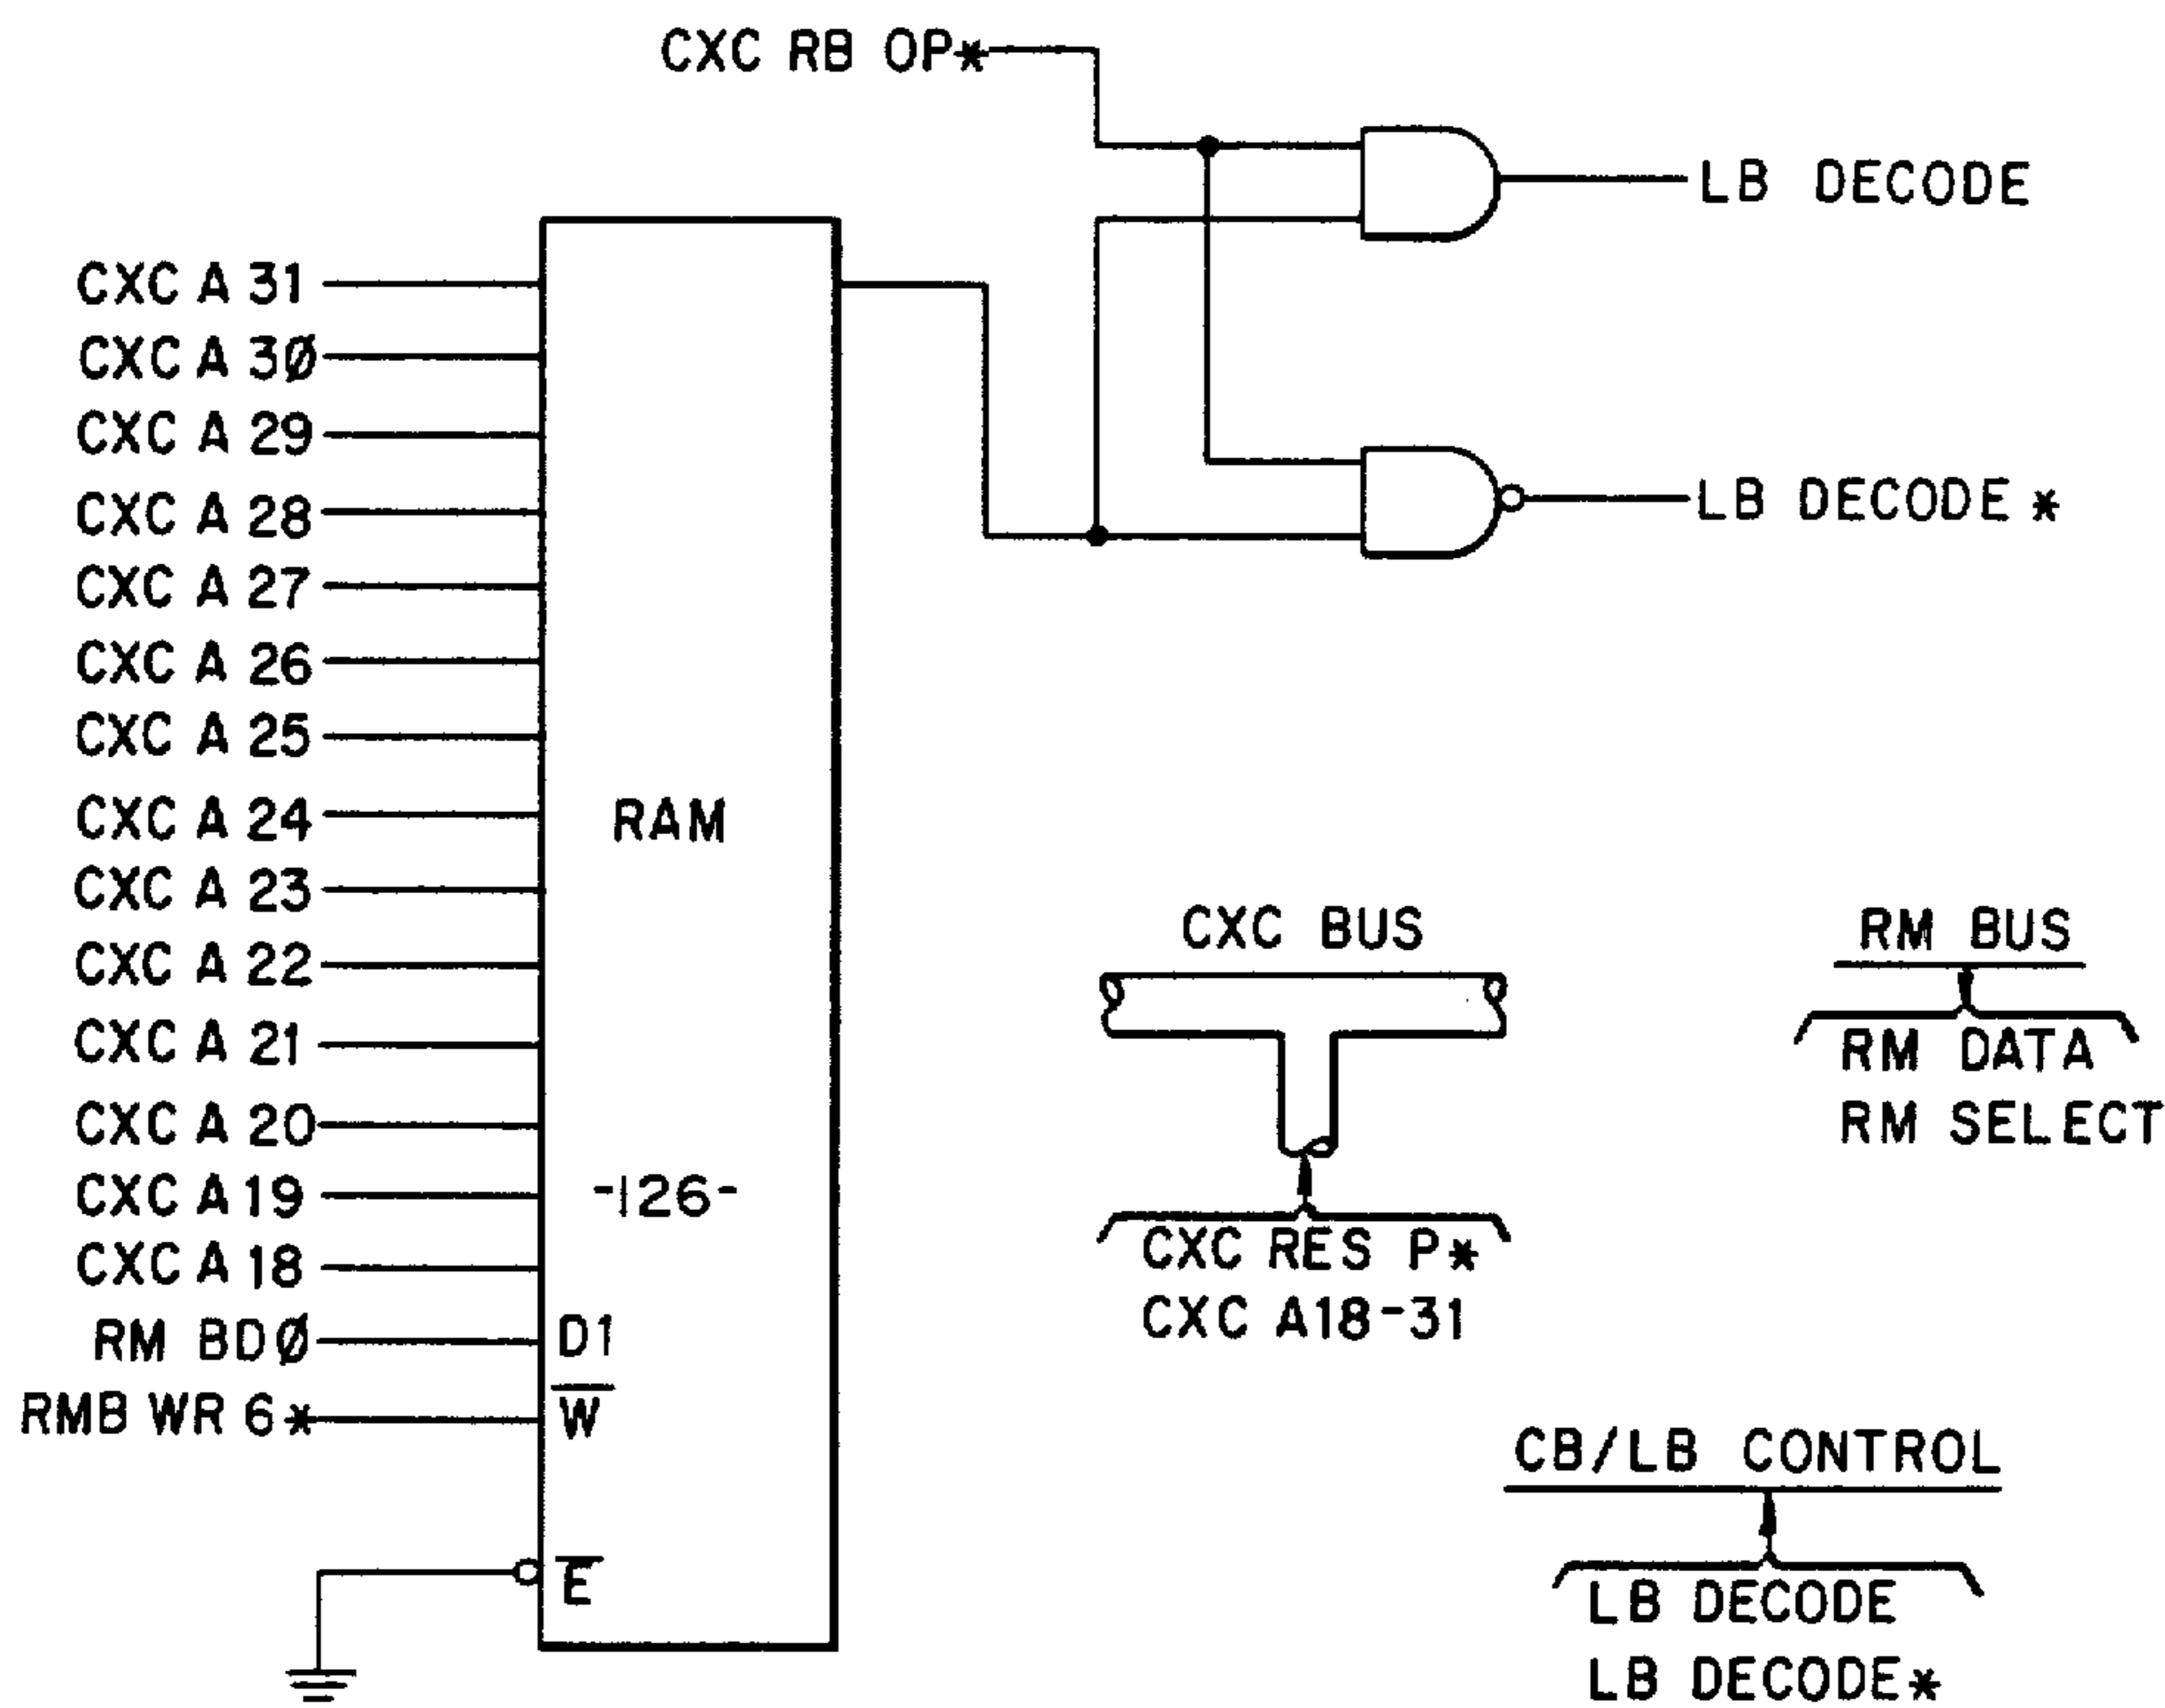 CXC RB OP*
LB DECODE
CXC A 31
CXC A 3Ø
CXC A 29
CXC A 28
CXC A 27
CXC A 26
CXC A 25
CXC A 24
CXC A 23
CXC A 22
CXC A 21
CXC A 20
CXC A 19
CXC A 18
RM BDØ
RMB WR 6*
RAM
-126-
D1
W̅
E̅
LB DECODE *
CXC BUS
CXC RES P*
CXC A18-31
RM BUS
RM DATA
RM SELECT
CB/LB CONTROL
LB DECODE
LB DECODE*